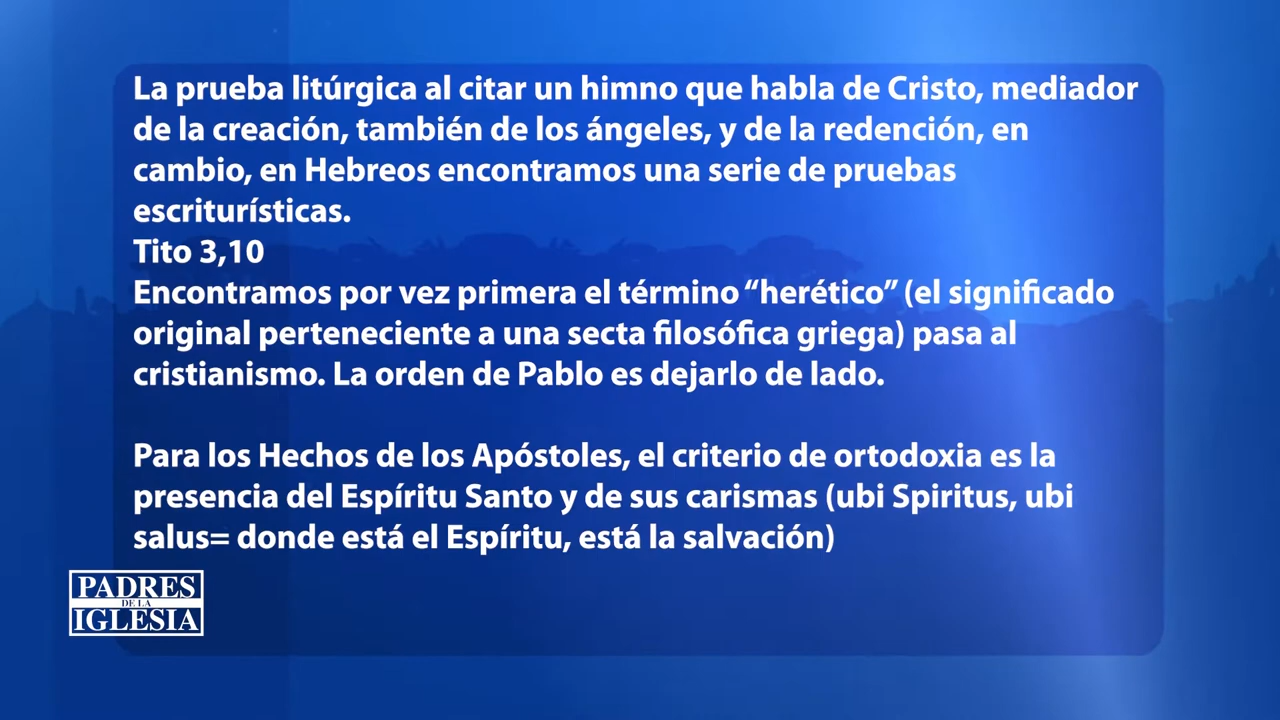 La prueba litúrgica al citar un himno que habla de Cristo, mediador
de la creación, también de los ángeles, y de la redención, en
cambio, en Hebreos encontramos una serie de pruebas
escriturísticas.
Tito 3,10
Encontramos por vez primera el término “herético” (el significado
original perteneciente a una secta filosófica griega) pasa al
cristianismo. La orden de Pablo es dejarlo de lado.
Para los Hechos de los Apóstoles, el criterio de ortodoxia es la
presencia del Espíritu Santo y de sus carismas (ubi Spiritus, ubi
salus= donde está el Espíritu, está la salvación)
PADRES
DE LA
IGLESIA